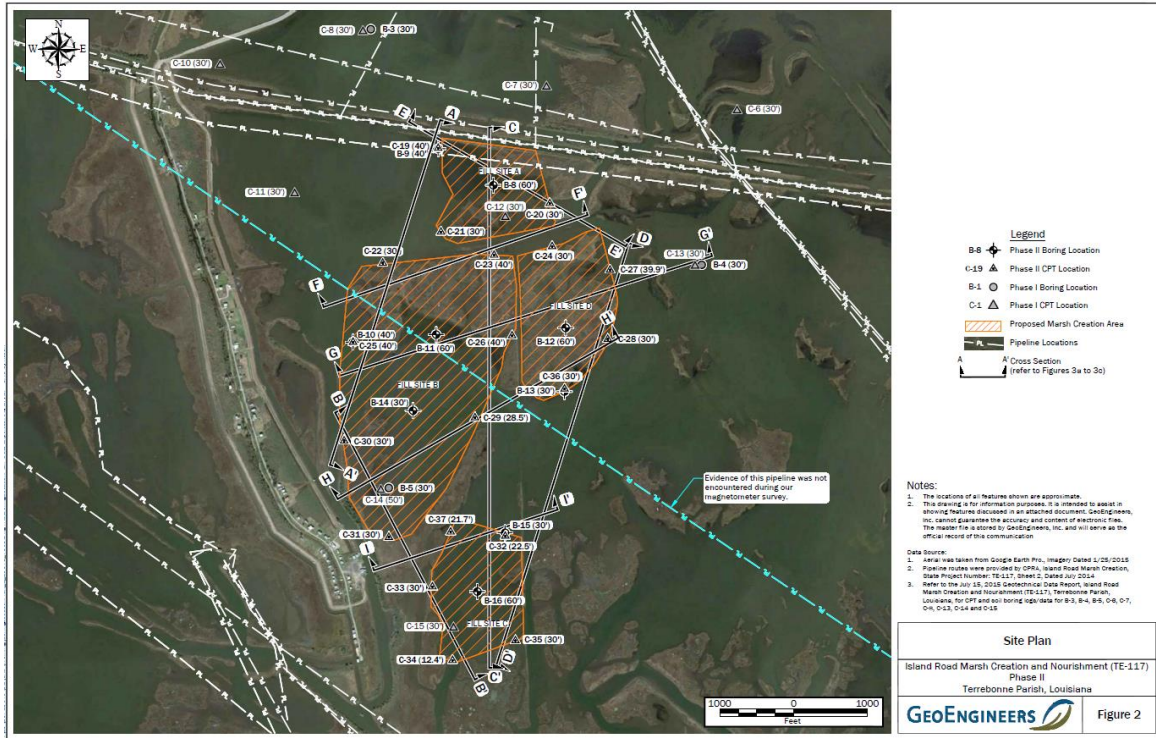 N
W E
S
C-8 (30')
B-3 (30')
C-10 (30')
C-7 (30')
C-6 (30')
E
A
C
C-19 (40')
B-9 (40')
FILL SITE A
B-8 (60')
C-11 (30')
C-12 (30')
C-20 (30')
F'
C-21 (30')
E'
D
G'
C-22 (30')
C-23 (40')
C-24 (30')
C-13 (30')
B-4 (30')
C-27 (39.9')
F
FILL SITE D
H'
B-10 (40')
C-25 (40')
B-11 (60')
C-26 (40')
B-12 (60')
C-28 (30')
G
C-36 (30')
FILL SITE B
B-13 (30')
B
B-14 (30')
C-29 (28.5')
C-30 (30')
A'
H
B-5 (30')
C-14 (50')
Evidence of this pipeline was not
encountered during our
magnetometer survey.
I'
C-37 (21.7')
B-15 (30')
C-31 (30')
C-32 (22.5')
I
C-33 (30')
B-16 (60')
C-15 (30')
FILL SITE C
C-35 (30')
C-34 (12.4')
B'
C'
D'
1000 0 1000
Feet
Legend
B-8 Phase II Boring Location
C-19 Phase II CPT Location
B-1 Phase I Boring Location
C-1 Phase I CPT Location
Proposed Marsh Creation Area
PL Pipeline Locations
A A' Cross Section
(refer to Figures 3a to 3c)
Notes:
1. The locations of all features shown are approximate.
2. This drawing is for information purposes. It is intended to assist in
showing features discussed in an attached document. GeoEngineers,
Inc. cannot guarantee the accuracy and content of electronic files.
The master file is stored by GeoEngineers, Inc. and will serve as the
official record of this communication
Data Source:
1. Aerial was taken from Google Earth Pro., Imagery Dated 1/25/2015
2. Pipeline routes were provided by CPRA, Island Road Marsh Creation,
State Project Number: TE-117, Sheet 2, Dated July 2014
3. Refer to the July 15, 2015 Geotechnical Data Report, Island Road
Marsh Creation and Nourishment (TE-117), Terrebonne Parish,
Louisiana, for CPT and soil boring logs/data for B-3, B-4, B-5, C-6, C-7,
C-13, C-14 and C-15
Site Plan
Island Road Marsh Creation and Nourishment (TE-117)
Phase II
Terrebonne Parish, Louisiana
GEOENGINEERS
Figure 2